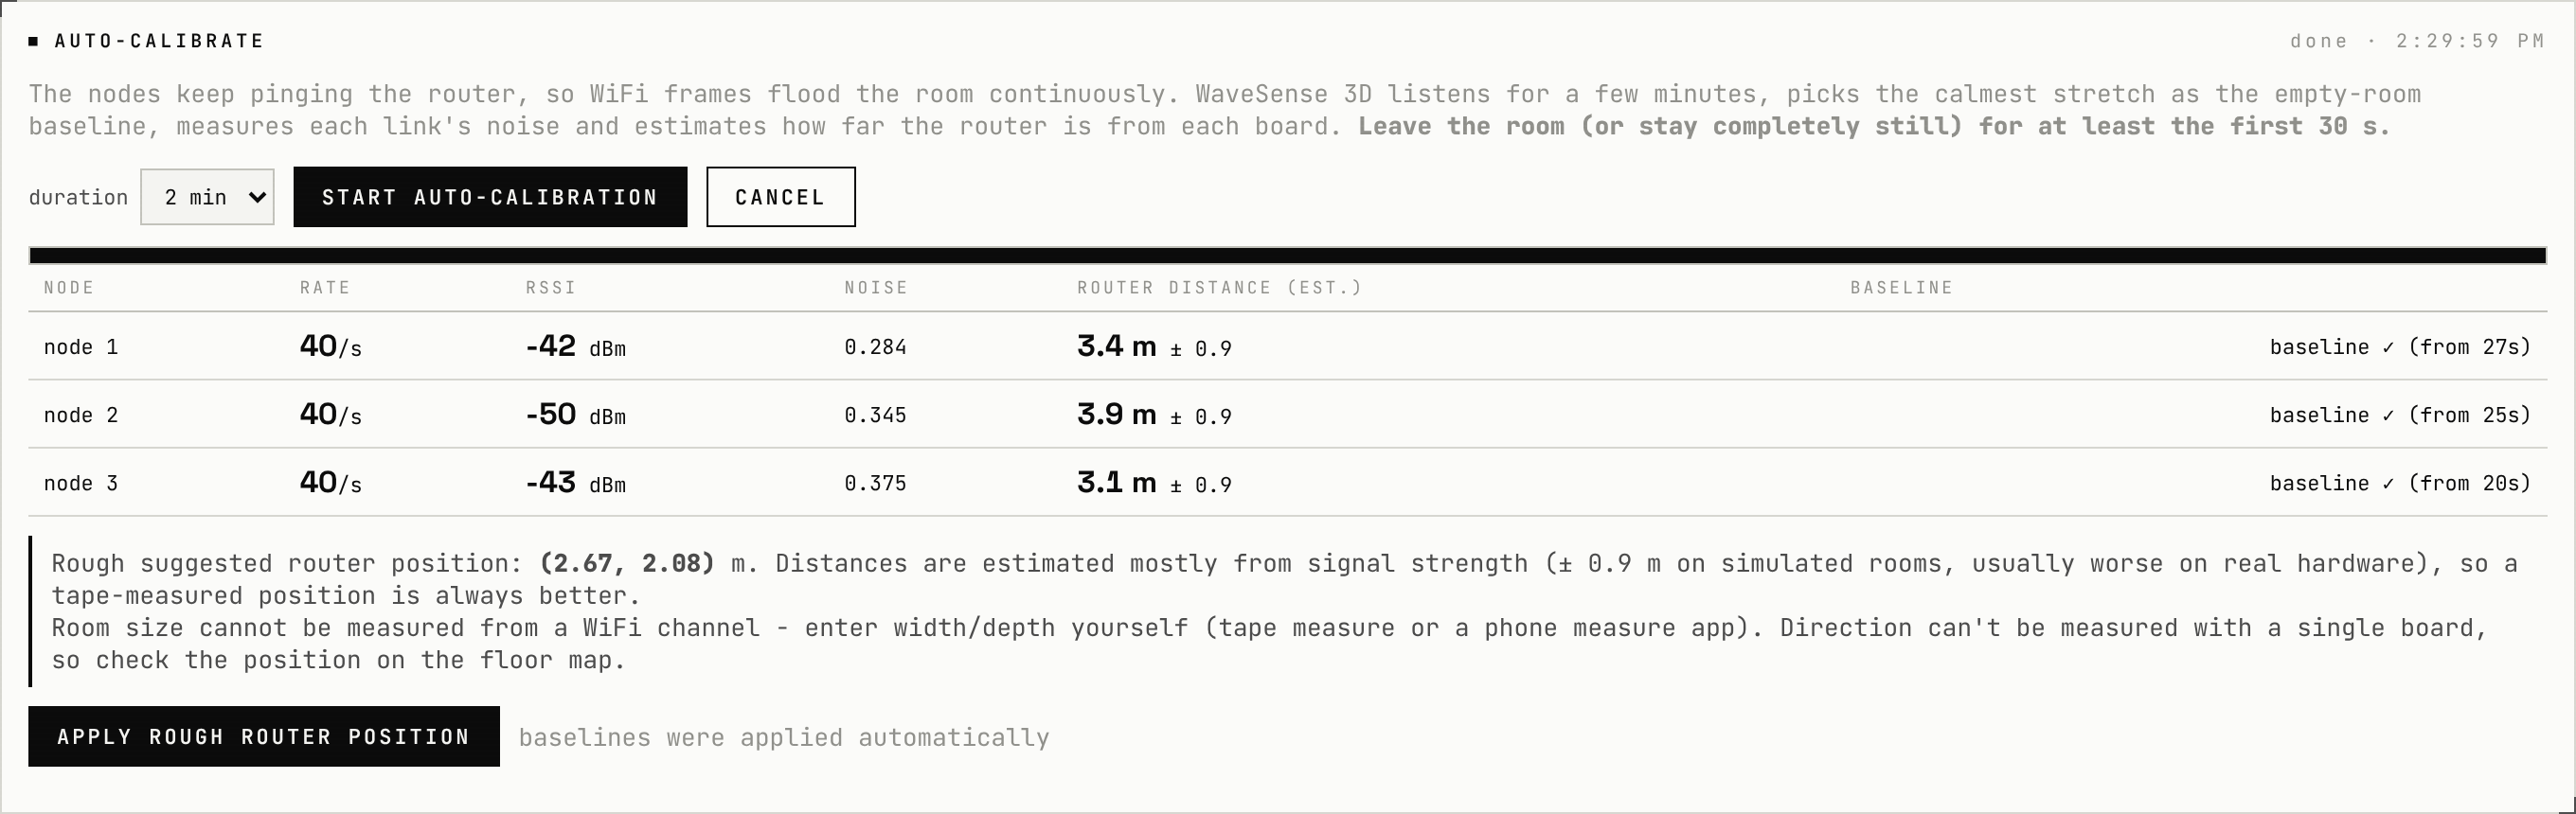 ■ AUTO-CALIBRATE done · 2:29:59 PM
The nodes keep pinging the router, so WiFi frames flood the room continuously. WaveSense 3D listens for a few minutes, picks the calmest stretch as the empty-room
baseline, measures each link's noise and estimates how far the router is from each board. Leave the room (or stay completely still) for at least the first 30 s.
duration 2 min START AUTO-CALIBRATION CANCEL
NODE RATE RSSI NOISE ROUTER DISTANCE (EST.) BASELINE
node 1 40/s -42 dBm 0.284 3.4 m ± 0.9 baseline ✓ (from 27s)
node 2 40/s -50 dBm 0.345 3.9 m ± 0.9 baseline ✓ (from 25s)
node 3 40/s -43 dBm 0.375 3.1 m ± 0.9 baseline ✓ (from 20s)
Rough suggested router position: (2.67, 2.08) m. Distances are estimated mostly from signal strength (± 0.9 m on simulated rooms, usually worse on real hardware), so a
tape-measured position is always better.
Room size cannot be measured from a WiFi channel - enter width/depth yourself (tape measure or a phone measure app). Direction can't be measured with a single board,
so check the position on the floor map.
APPLY ROUGH ROUTER POSITION baselines were applied automatically